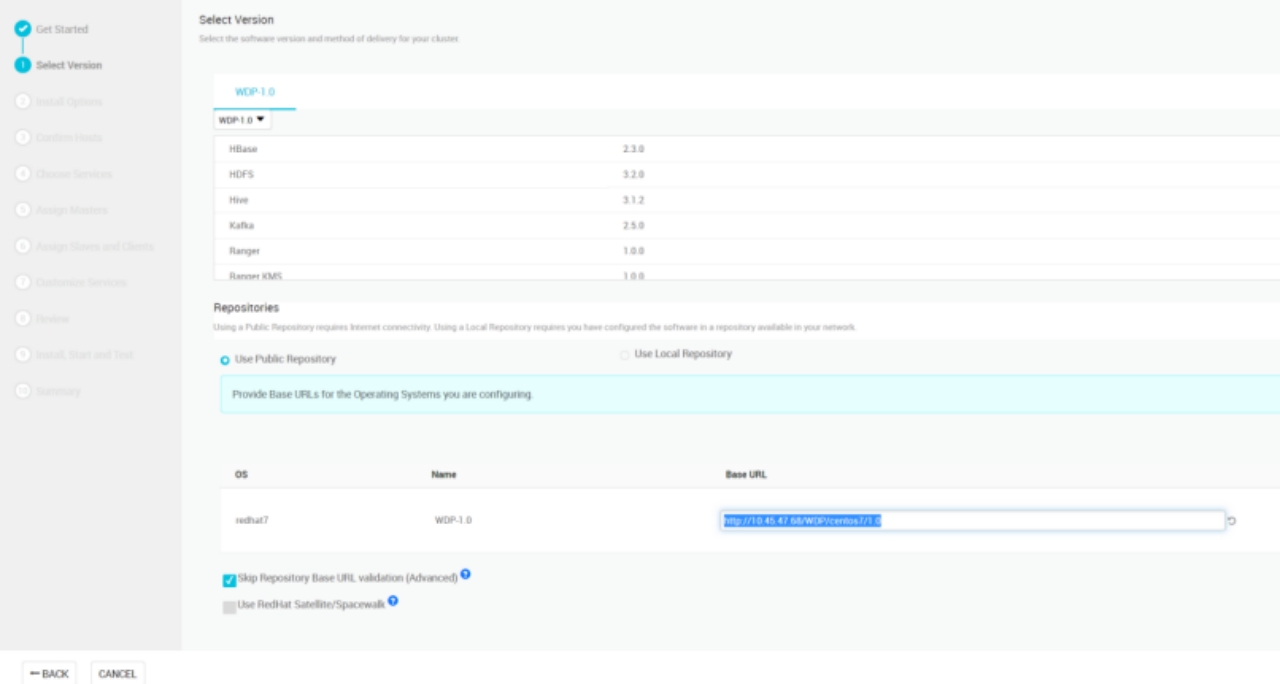 Get Started
1 Select Version
2 Install Options
3 Confirm Hosts
4 Choose Services
5 Assign Masters
6 Assign Slaves and Clients
7 Customize Services
8 Review
9 Install, Start and Test
10 Summary
Select Version
Select the software version and method of delivery for your cluster.
WDP-1.0
WDP-1.0
HBase 2.3.0
HDFS 3.2.0
Hive 3.1.2
Kafka 2.5.0
Ranger 1.0.0
Ranger KMS 1.0.0
Repositories
Using a Public Repository requires Internet connectivity. Using a Local Repository requires you have configured the software in a repository available in your network.
Use Public Repository Use Local Repository
Provide Base URLs for the Operating Systems you are configuring.
OS Name Base URL
redhat7 WDP-1.0 http://10.45.47.68/WDP/centos7/1.0
Skip Repository Base URL validation (Advanced) ?
Use RedHat Satellite/Spacewalk ?
← BACK CANCEL